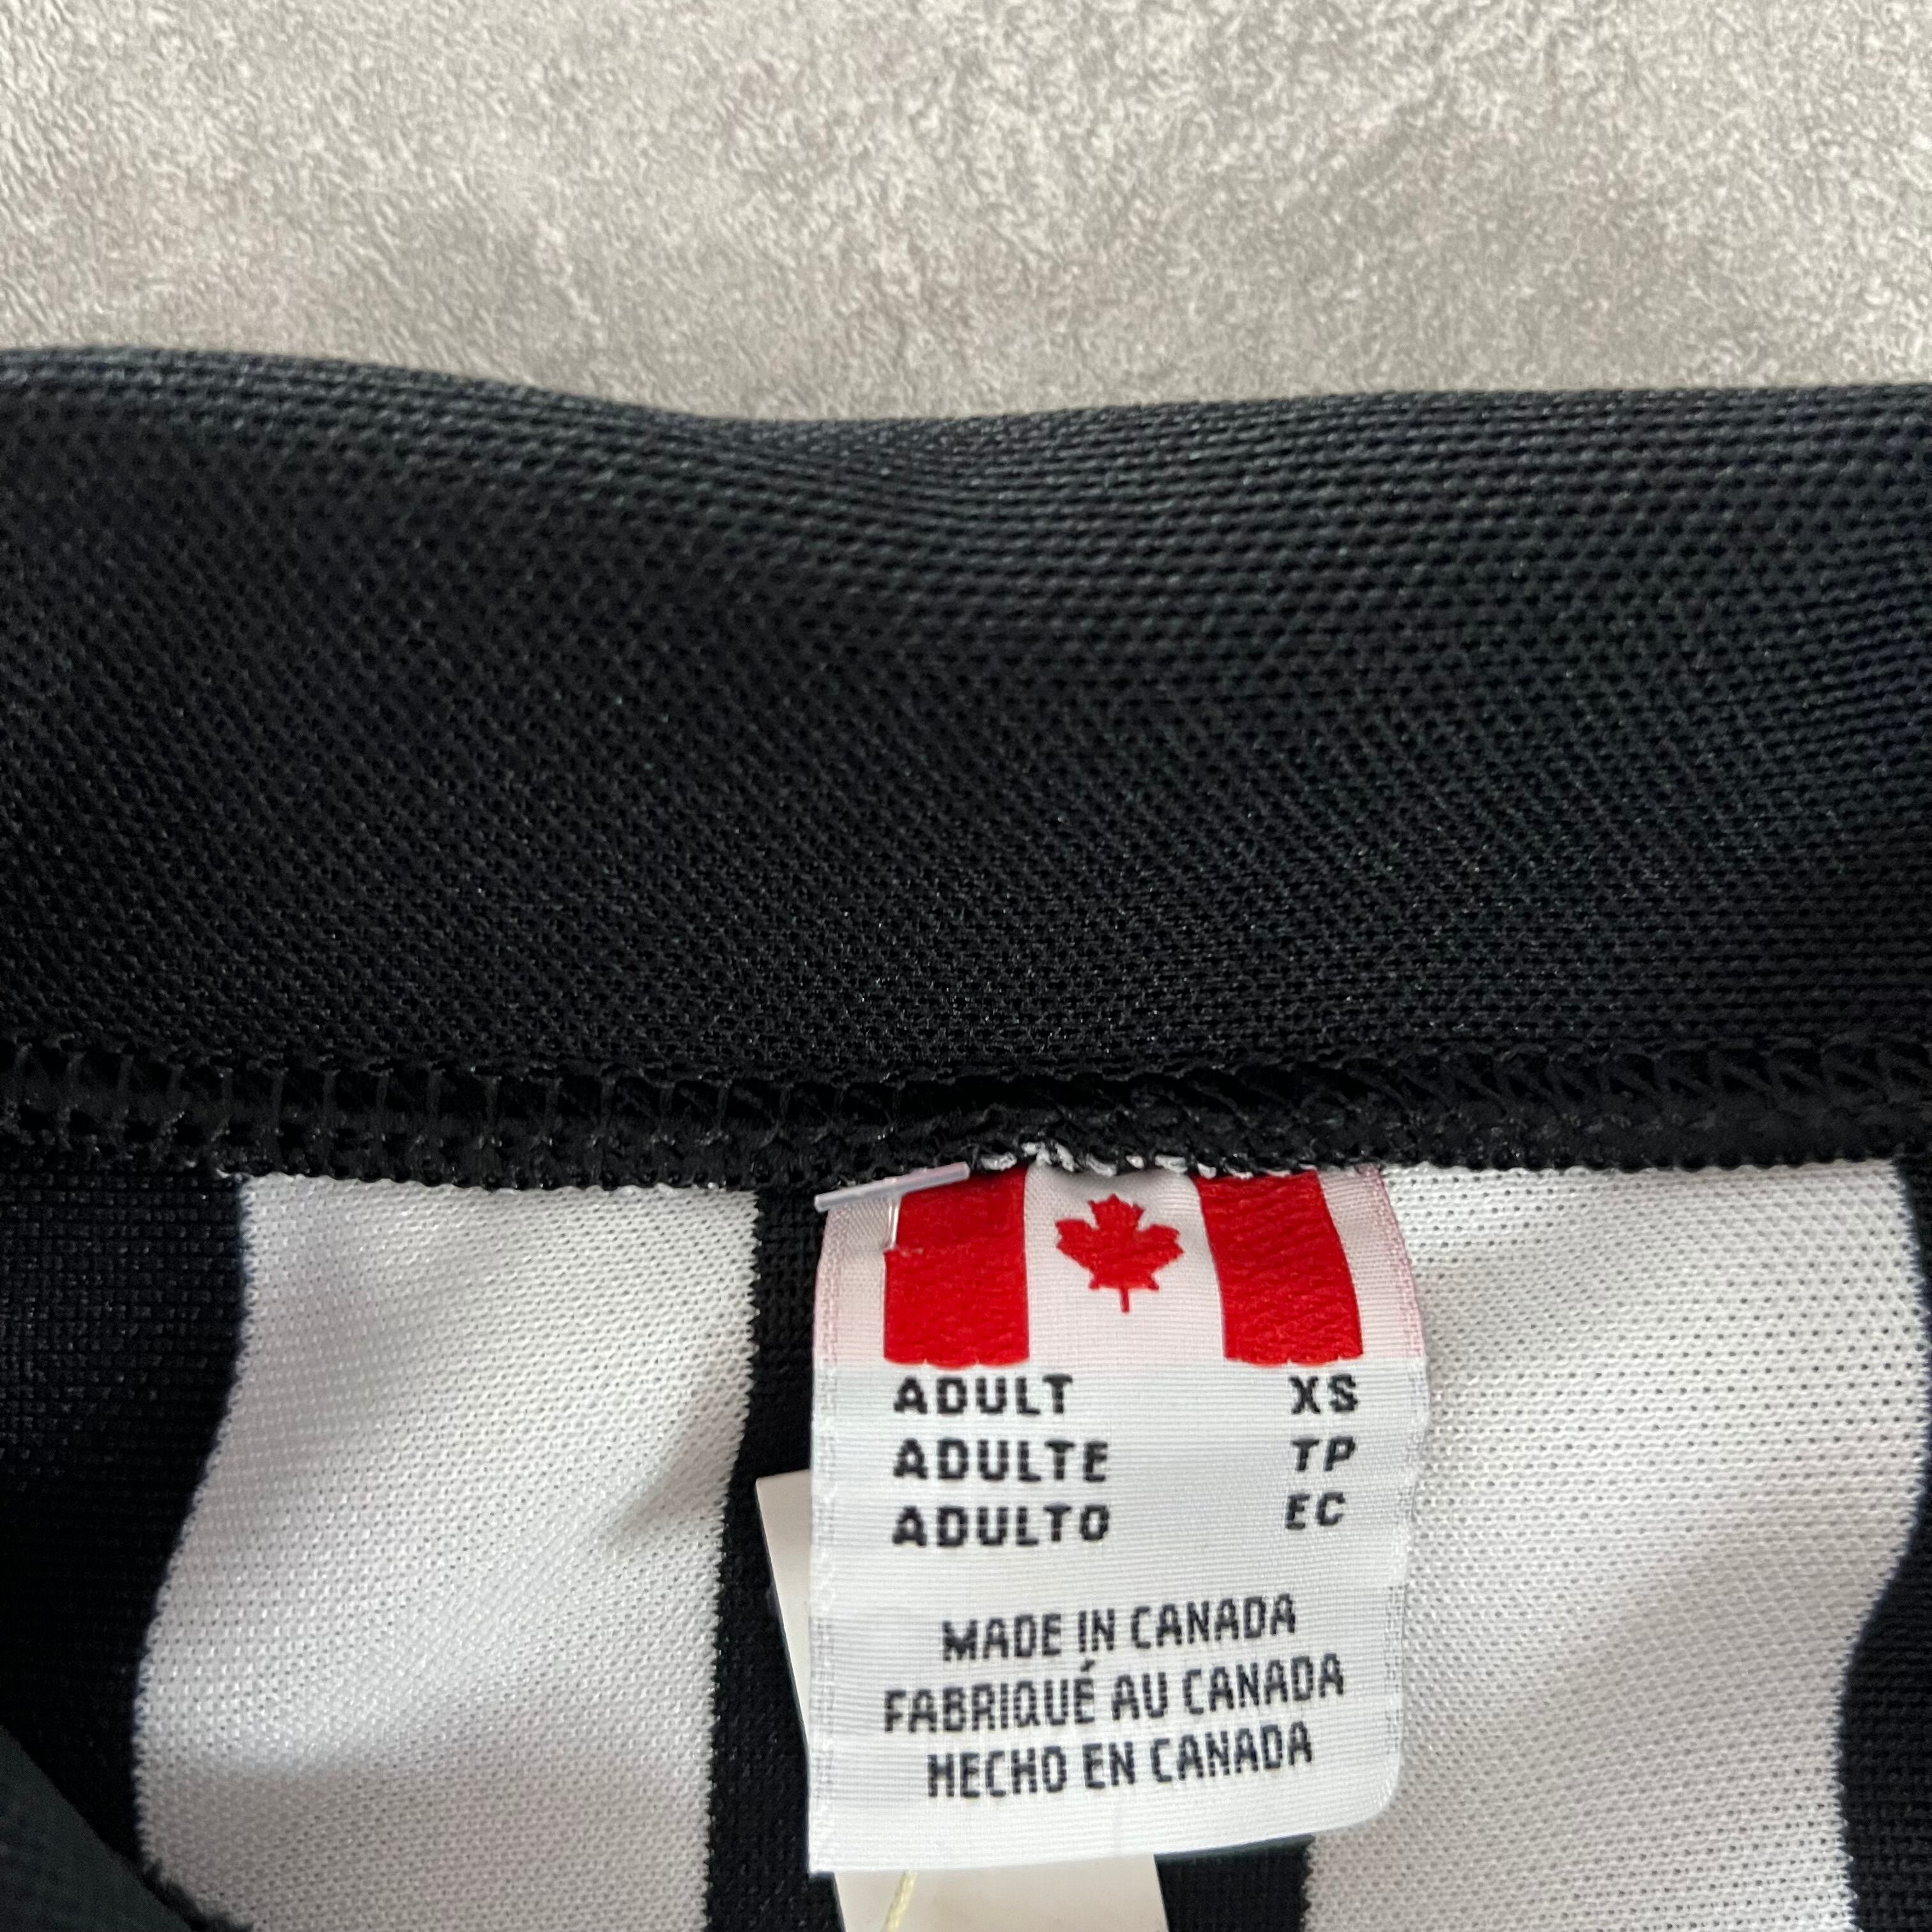 ADULT XS
ADULTE TP
ADULTO EC
MADE IN CANADA
FABRIQUÉ AU CANADA
HECHO EN CANADA